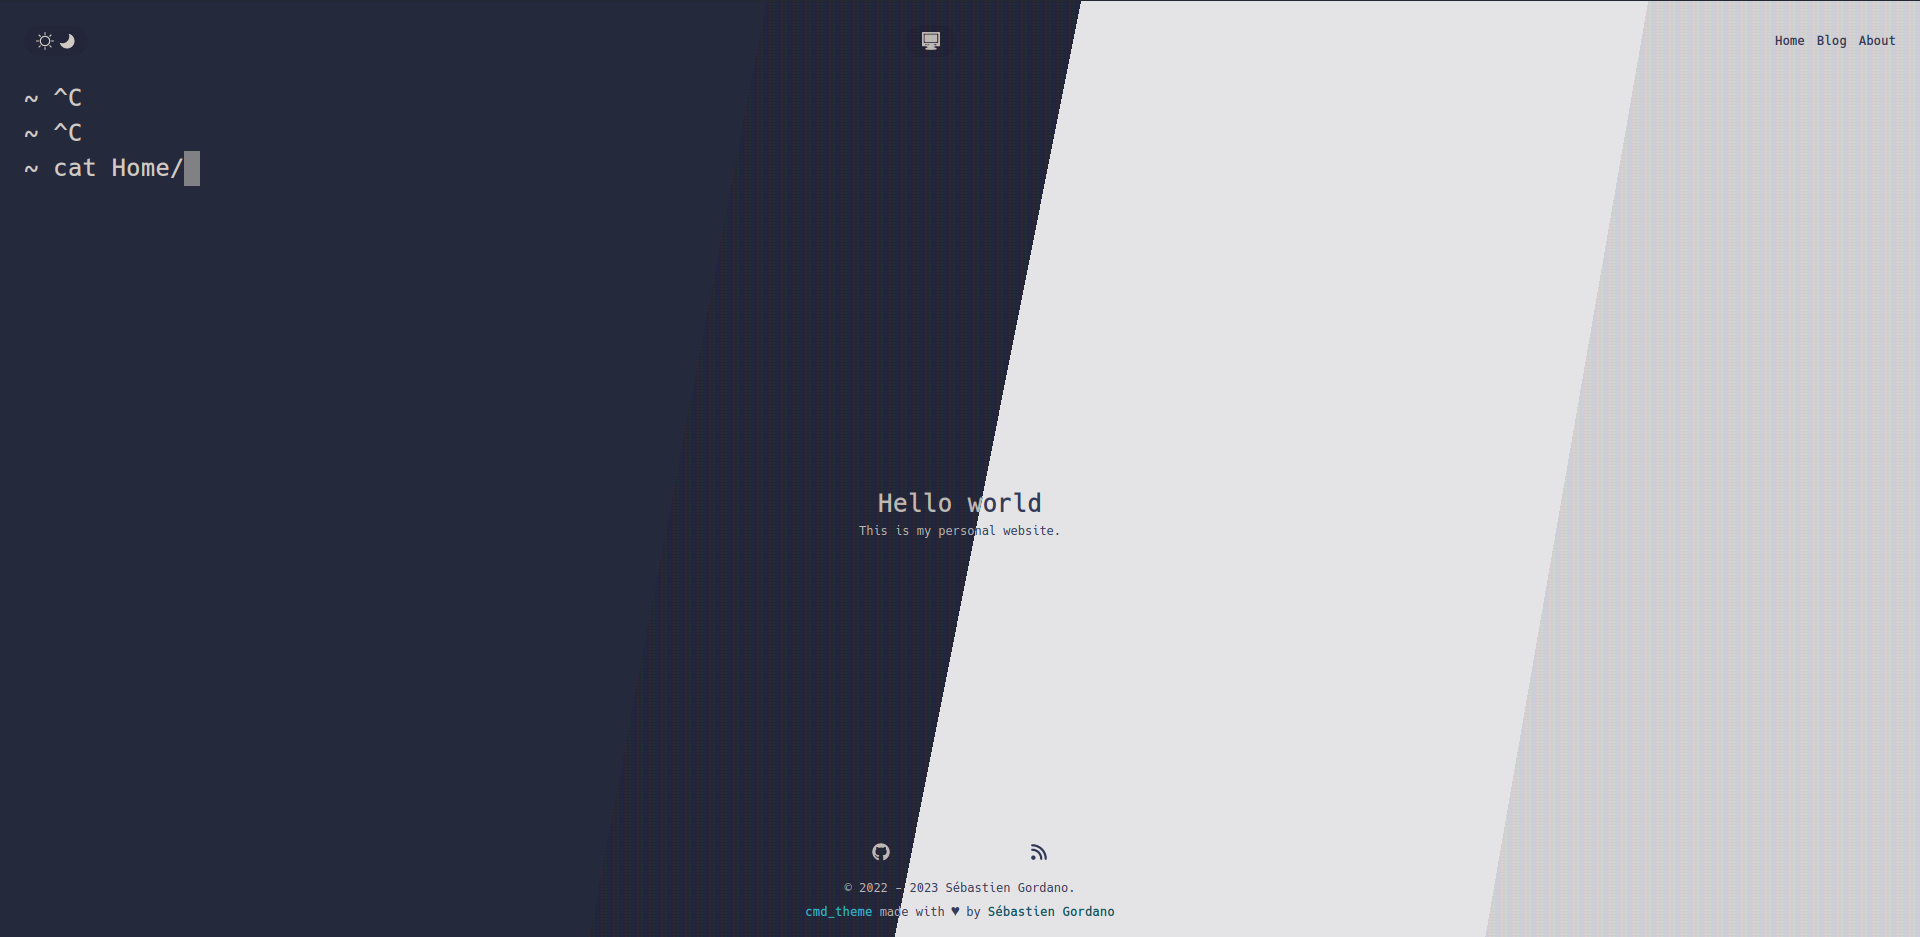 Home Blog About
~ ^C
~ ^C
~ cat Home/
Hello world
This is my personal website.
© 2022 - 2023 Sébastien Gordano.
cmd_theme made with ♥ by Sébastien Gordano